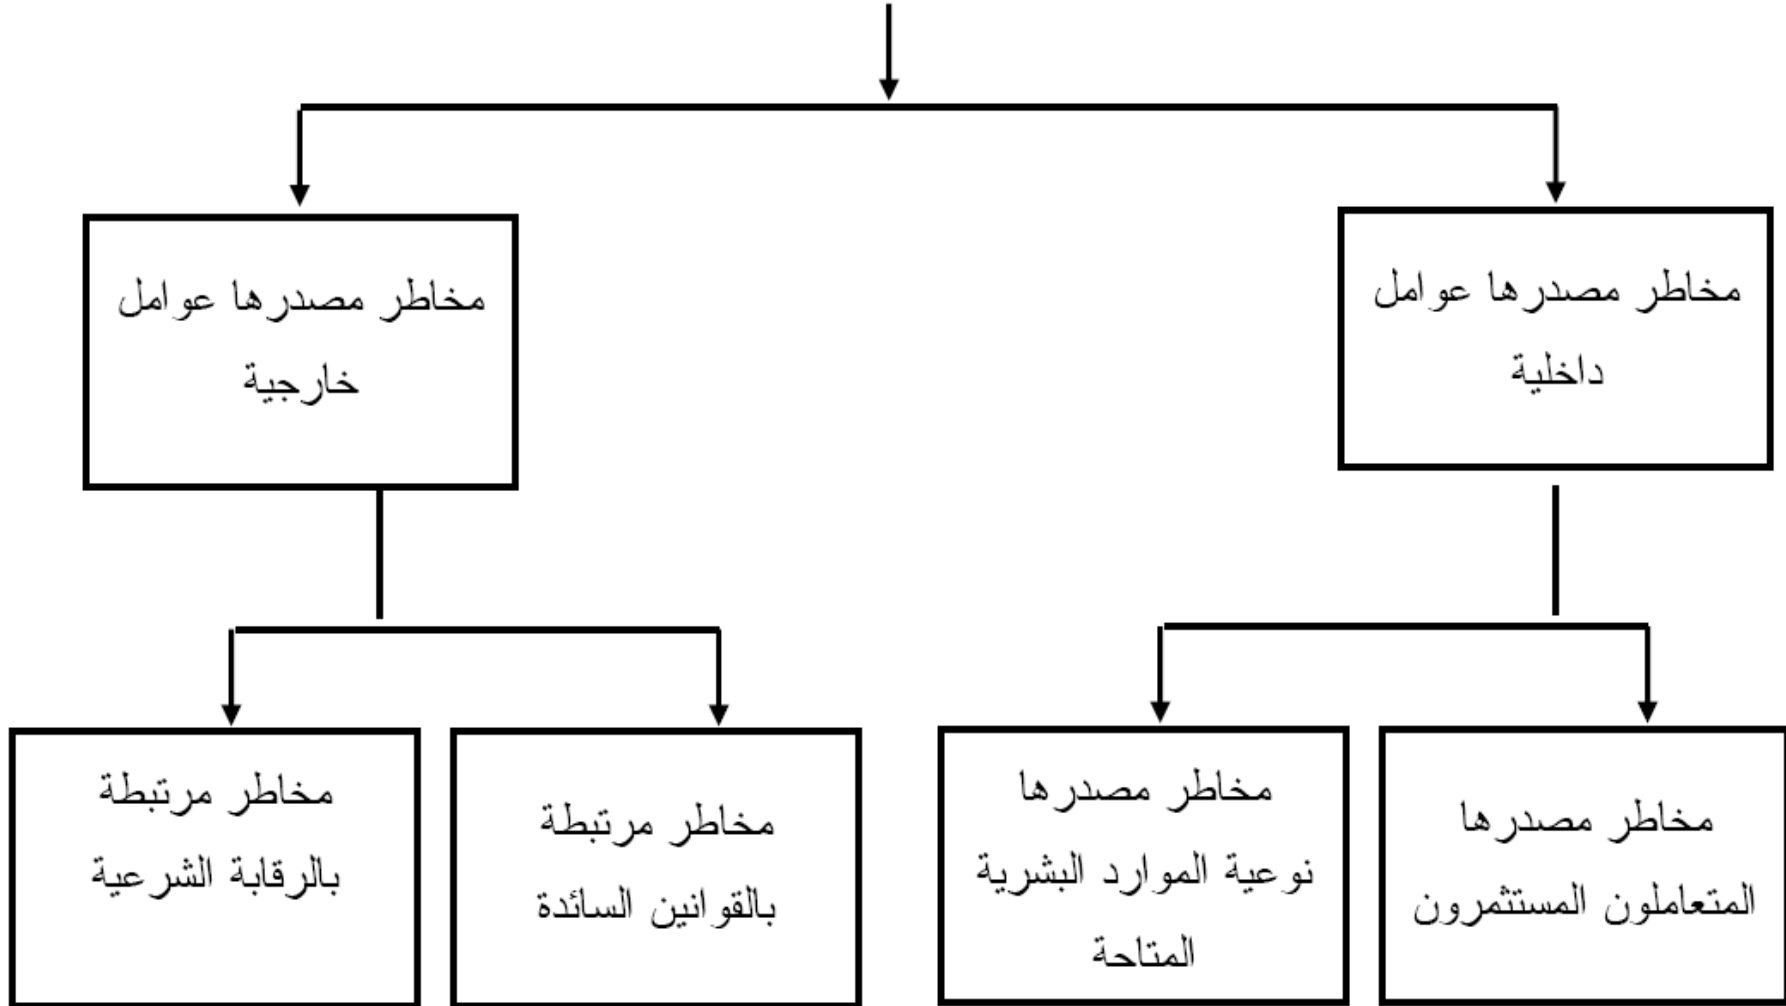 مخاطر مصدرها عوامل
داخلية
مخاطر مصدرها عوامل
خارجية
مخاطر مصدرها
المتعاملون المستثمرون
مخاطر مصدرها
نوعية الموارد البشرية
المتاحة
مخاطر مرتبطة
بالقوانين السائدة
مخاطر مرتبطة
بالرقابة الشرعية